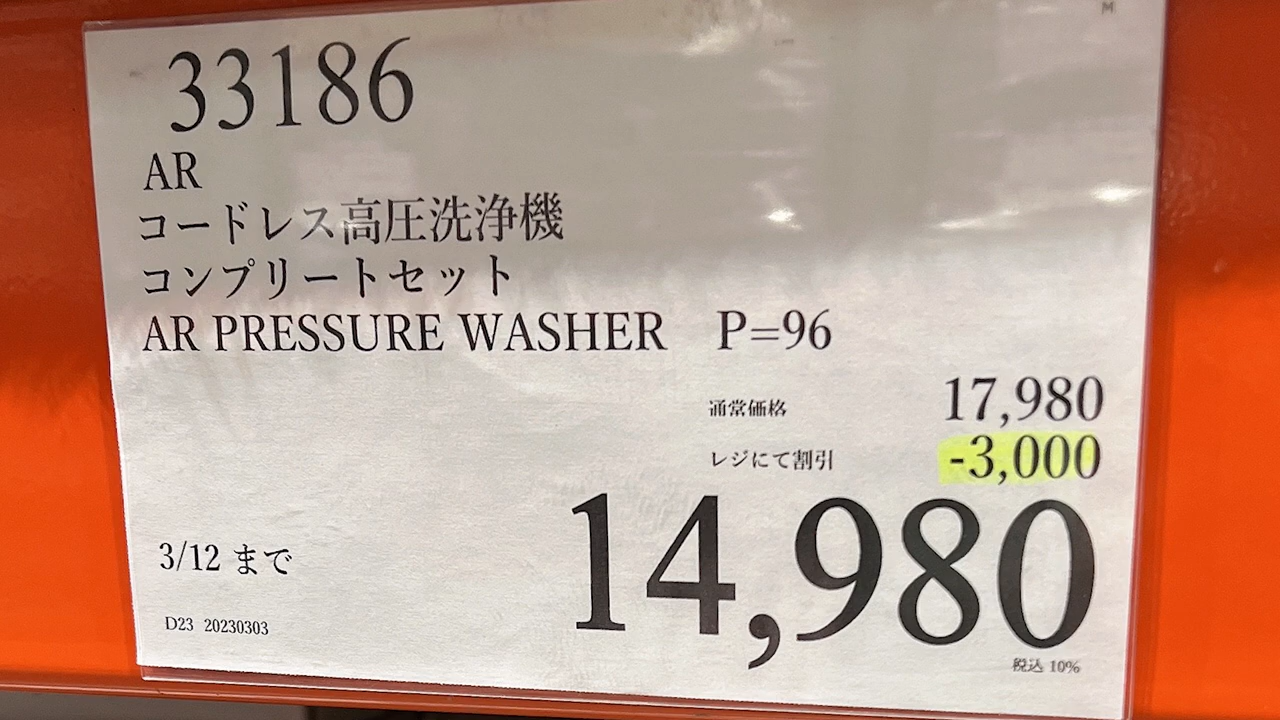 M
33186
AR
コードレス高圧洗浄機
コンプリートセット
AR PRESSURE WASHER P=96
通常価格 17,980
レジにて割引 -3,000
14,980
3/12 まで
D23 20230303
税込 10%